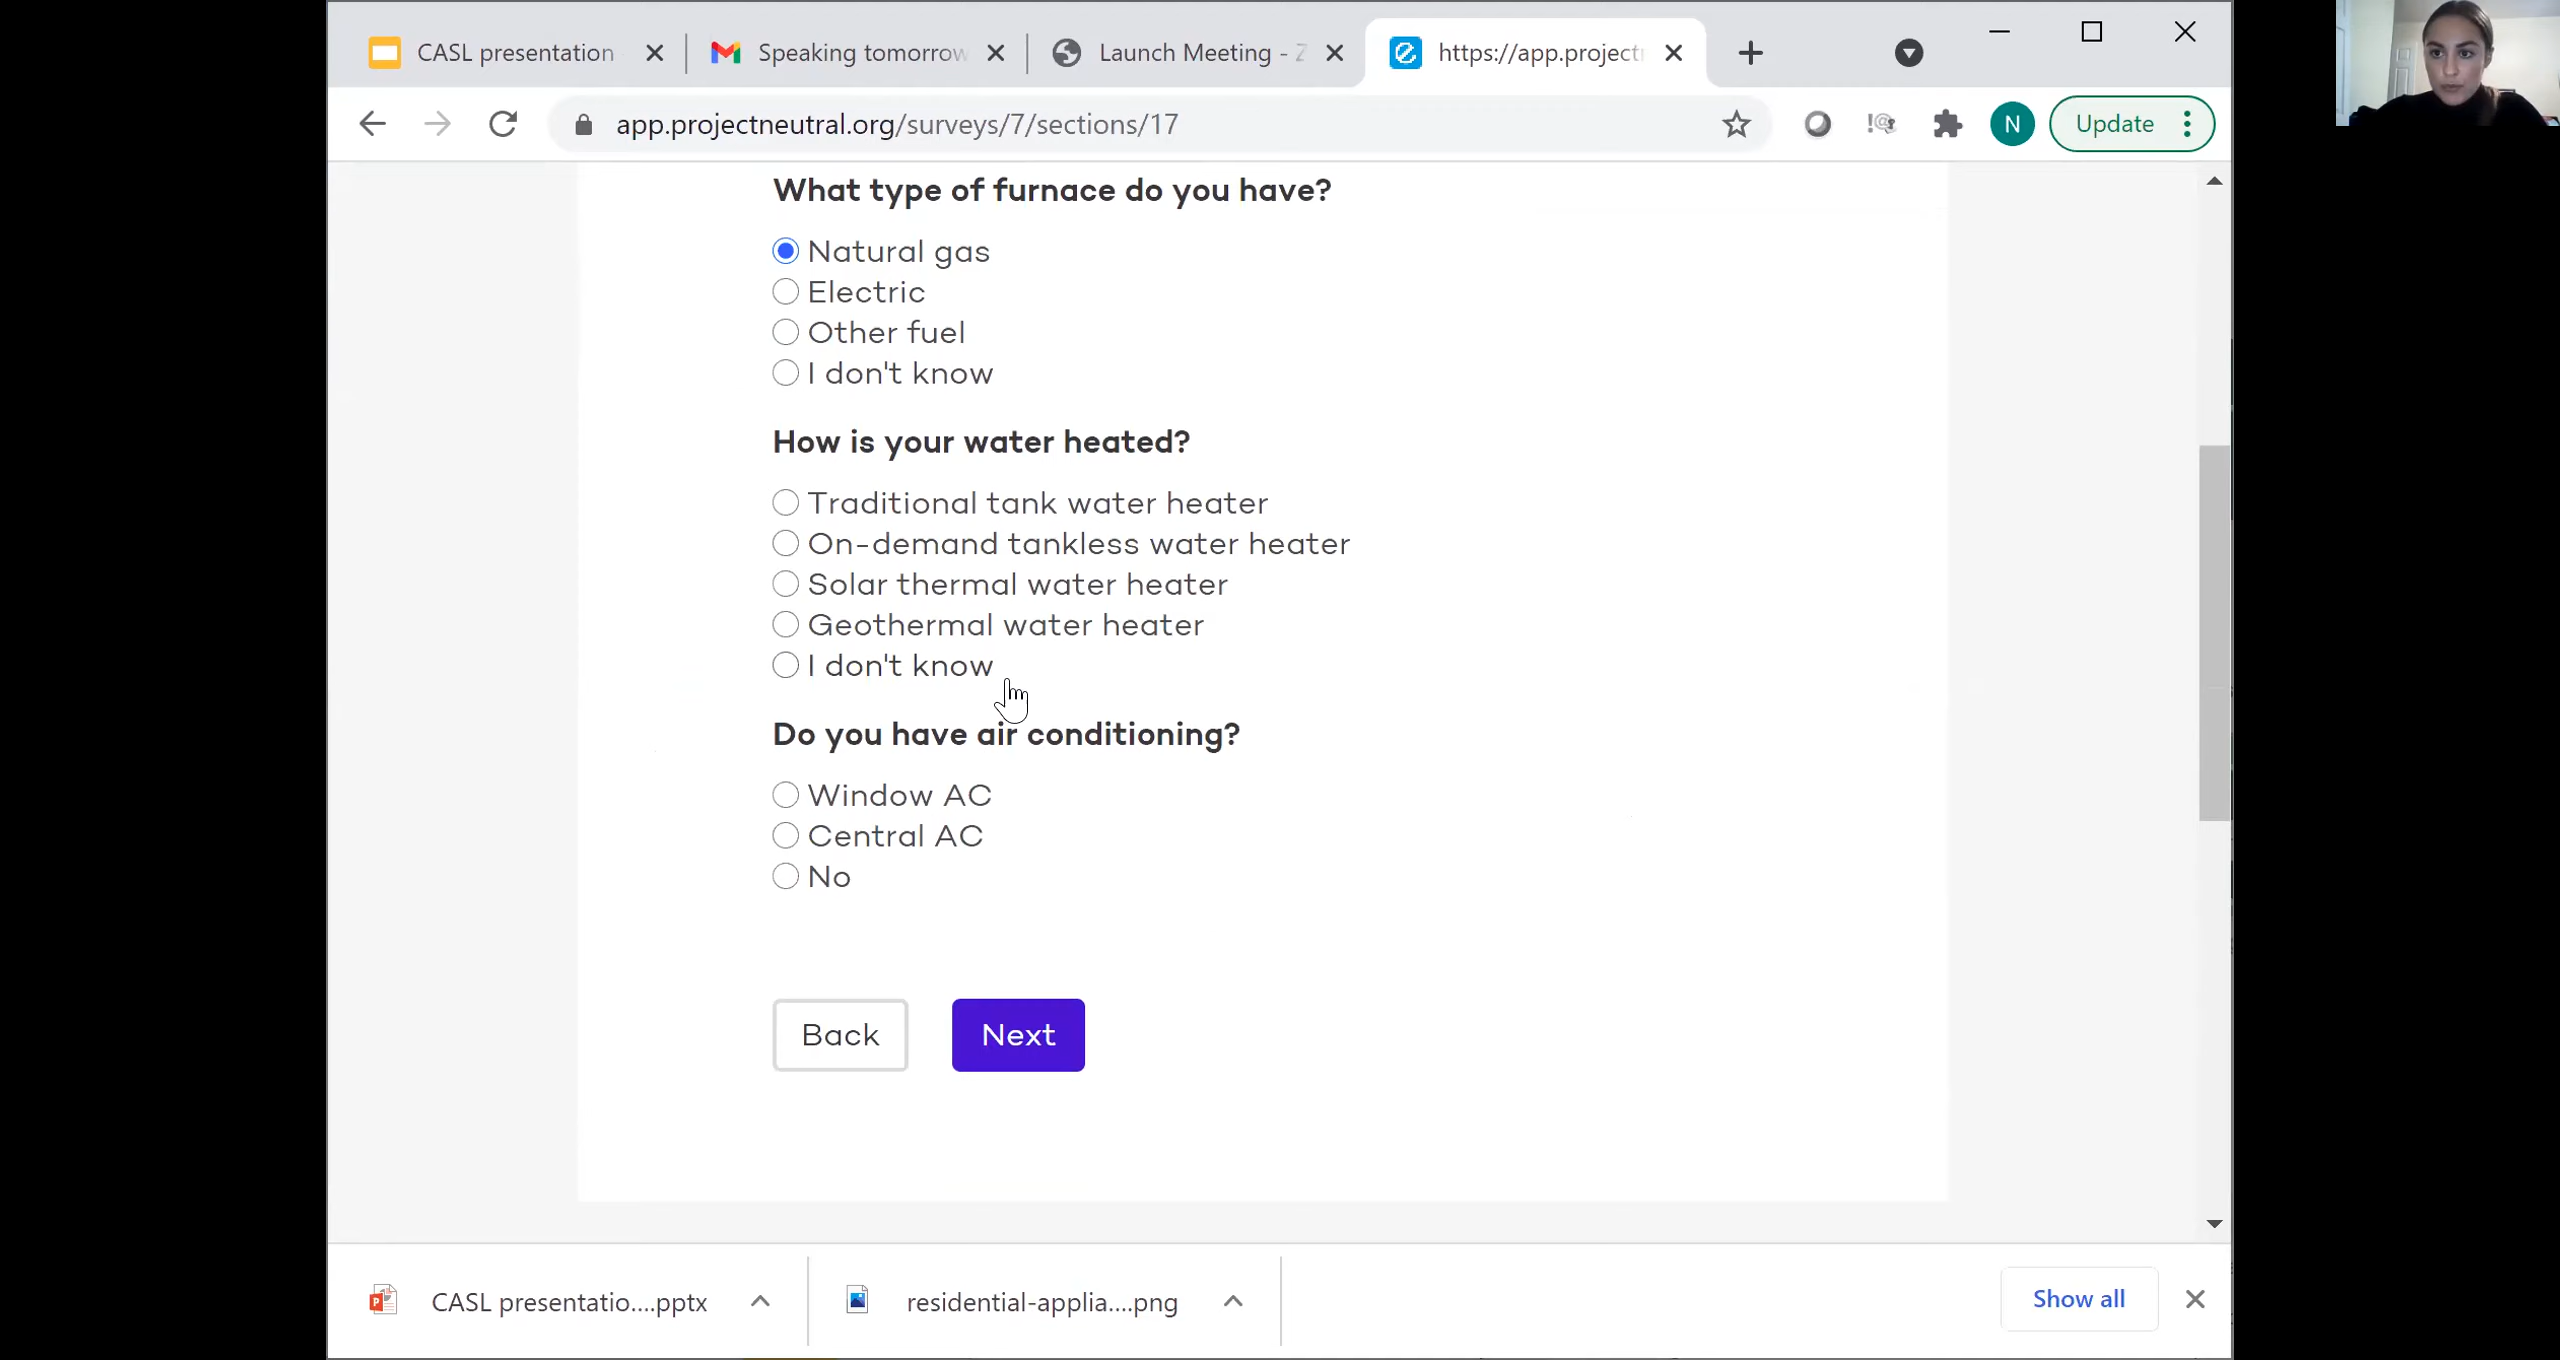 CASL presentation
Speaking tomorrow
Launch Meeting - Z
https://app.project
app.projectneutral.org/surveys/7/sections/17
N
Update
What type of furnace do you have?
Natural gas
Electric
Other fuel
I don't know
How is your water heated?
Traditional tank water heater
On-demand tankless water heater
Solar thermal water heater
Geothermal water heater
I don't know
Do you have air conditioning?
Window AC
Central AC
No
Back
Next
CASL presentatio....pptx
residential-applia....png
Show all